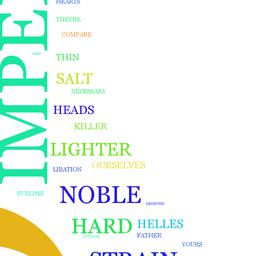 HEARTS
THEYRE
COMPARE
THIN
SALT
NECESSARY
HEADS
KILLER
LIGHTER
OURSELVES
LIBATION
SUBLIME
NOBLE
HARD
HELLES
FATHER
YOURS
STRAIN
IMPE